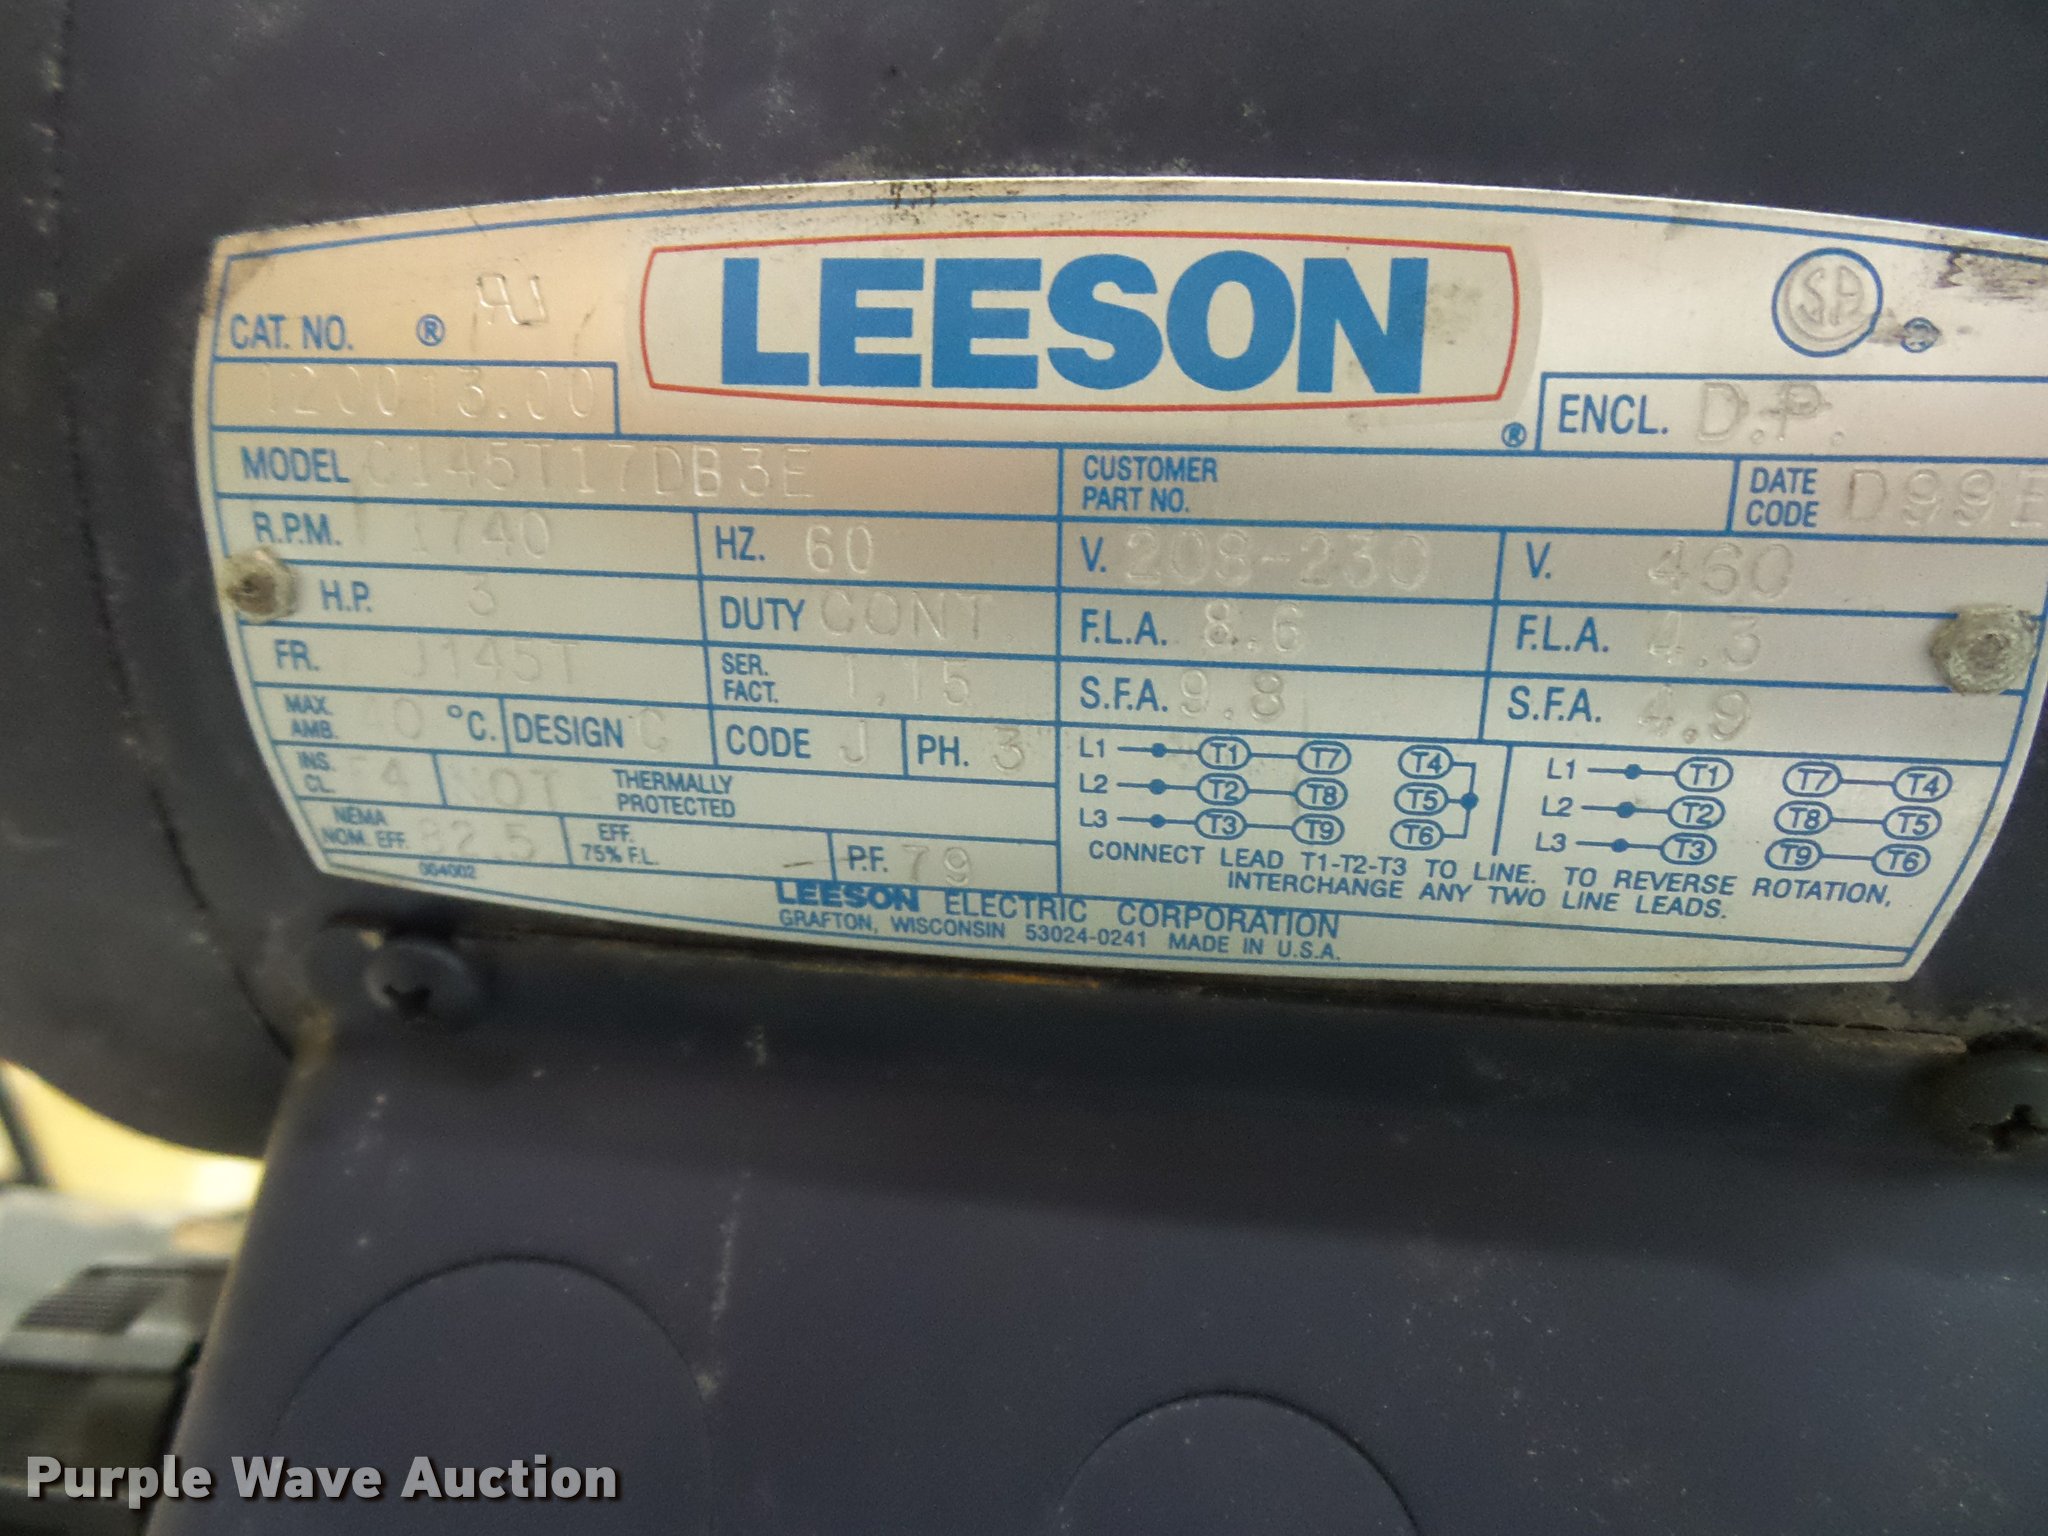 LEESON ®
SA ®
CAT. NO. ®
120013.00
ENCL. D.P.
MODEL C145T17DB3E
CUSTOMER PART NO.
DATE CODE D99E
R.P.M. 1740
HZ. 60
V. 208-230
V. 460
H.P. 3
DUTY CONT.
F.L.A. 8.6
F.L.A. 4.3
FR. J145T
SER. FACT. 1.15
S.F.A. 9.8
S.F.A. 4.9
MAX. AMB. °C.
DESIGN C
CODE J
PH. 3
INS. CL.
NOT THERMALLY PROTECTED
NEMA NOM. EFF. 82.5
EFF. 75% F.L. -
P.F. 79
004002
L1 T1 T7 T4
L2 T2 T8 T5
L3 T3 T9 T6
L1 T1 T7 T4
L2 T2 T8 T5
L3 T3 T9 T6
CONNECT LEAD T1-T2-T3 TO LINE. TO REVERSE ROTATION,
INTERCHANGE ANY TWO LINE LEADS.
LEESON ELECTRIC CORPORATION
GRAFTON, WISCONSIN 53024-0241 MADE IN U.S.A.
Purple Wave Auction